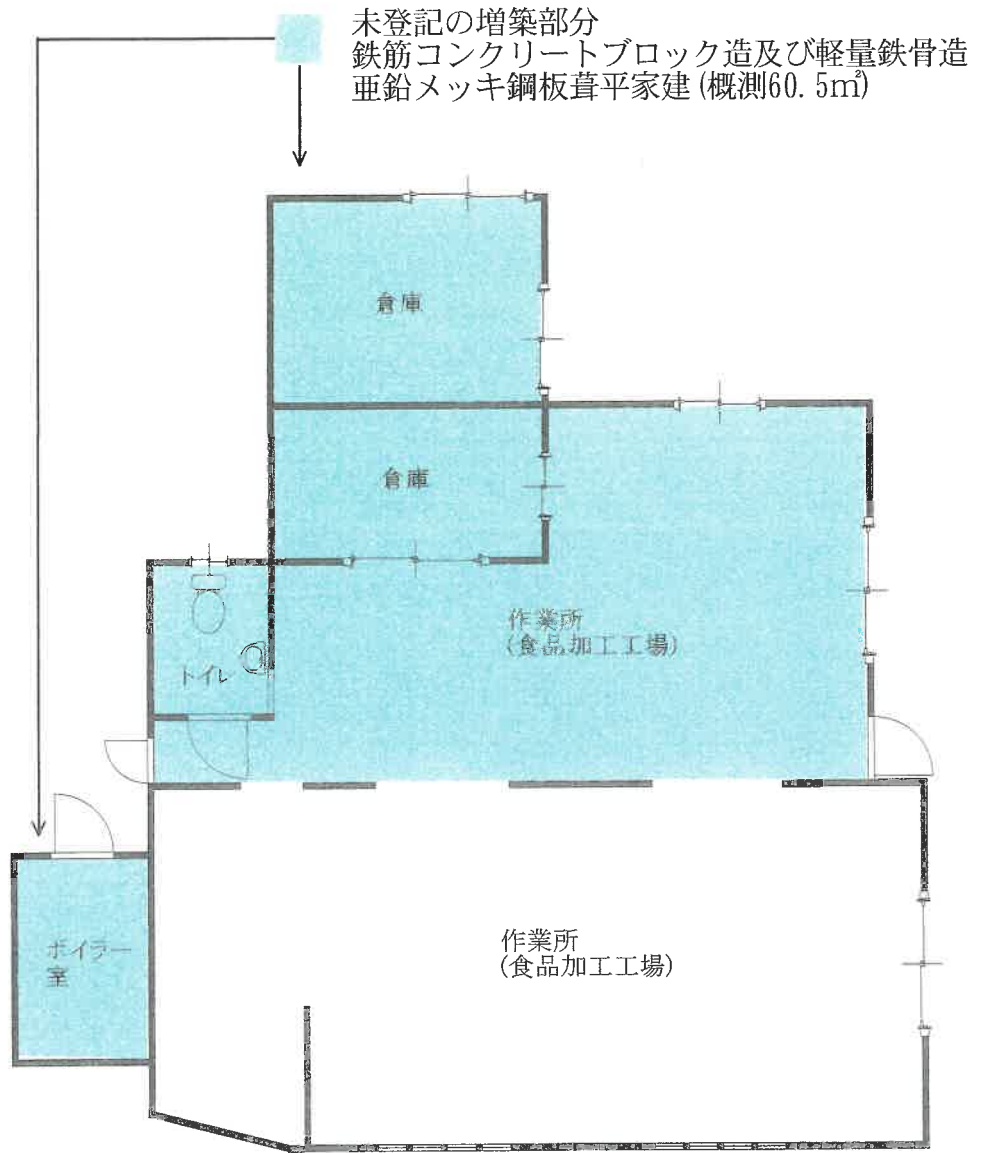 未登記の増築部分
鉄筋コンクリートブロック造及び軽量鉄骨造
亜鉛メッキ鋼板葺平家建(概測60.5㎡)
倉庫
倉庫
作業所
(食品加工工場)
トイレ
ボイラー
室
作業所
(食品加工工場)